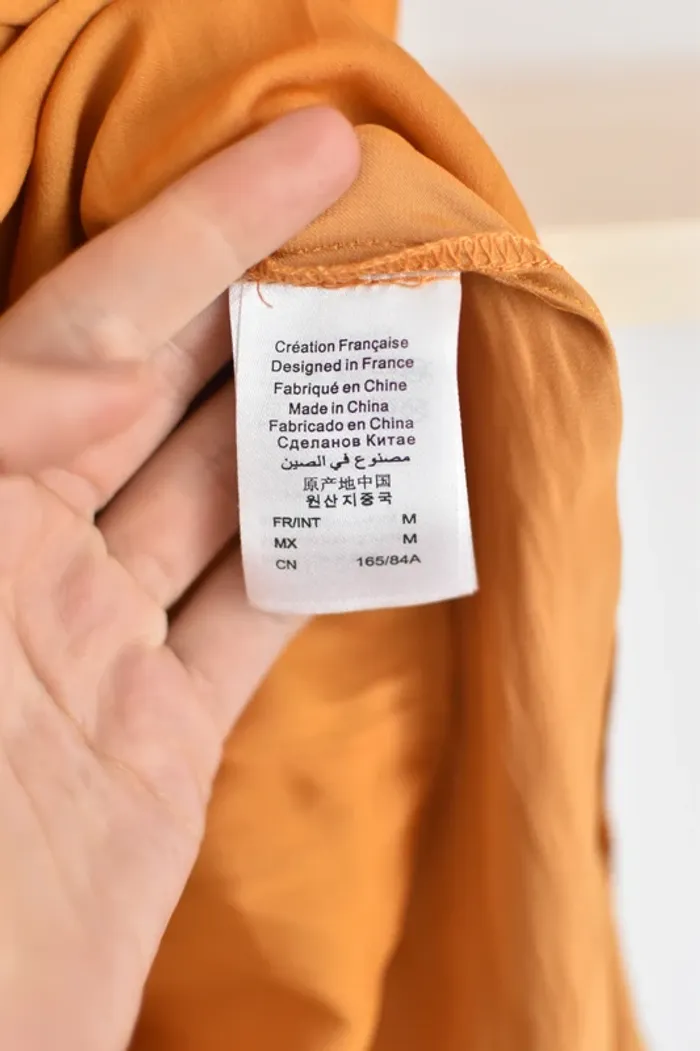 Création Française
Designed in France
Fabriqué en Chine
Made in China
Fabricado en China
Сделанов Китае
مصنوع في الصين
原产地中国
원산지중국
FR/INT M
MX M
CN 165/84A